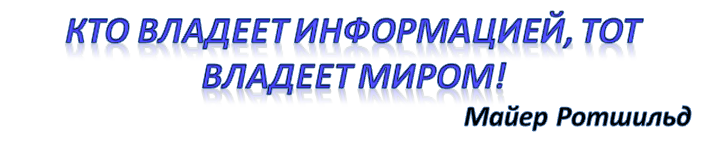 КТО ВЛАДЕЕТ ИНФОРМАЦИЕЙ, ТОТ
ВЛАДЕЕТ МИРОМ!
Майер Ротшильд